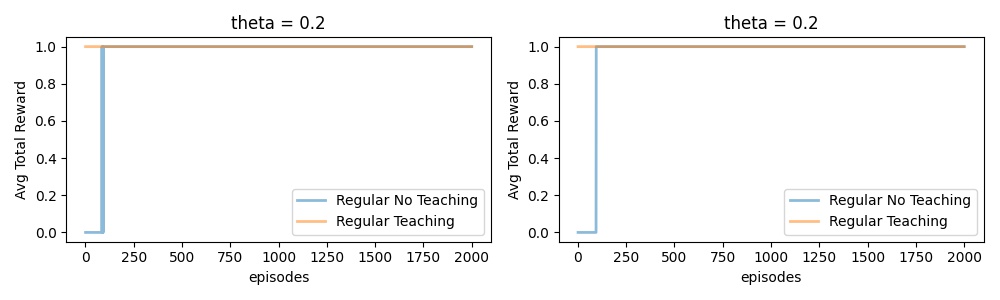 theta = 0.2
Avg Total Reward
1.0
0.8
0.6
0.4
0.2
0.0
Regular No Teaching
Regular Teaching
0 250 500 750 1000 1250 1500 1750 2000
episodes
theta = 0.2
Avg Total Reward
1.0
0.8
0.6
0.4
0.2
0.0
Regular No Teaching
Regular Teaching
0 250 500 750 1000 1250 1500 1750 2000
episodes